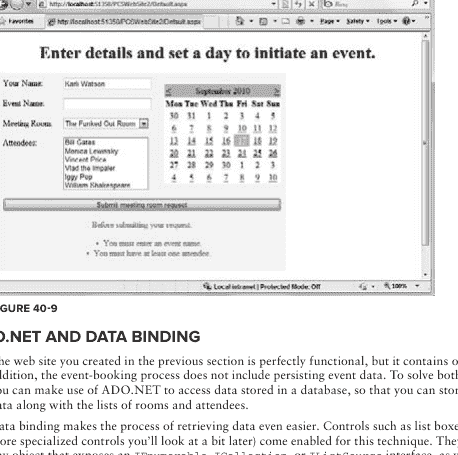 http://localhost:51350/PCSWebSite2/Default.aspx
Bing
Favorites http://localhost:51350/PCSWebSite2/Default.aspx Page Safety Tools
Enter details and set a day to initiate an event.
Your Name: Karli Watson
Event Name:
Meeting Room: The Funked Out Room
Attendees: Bill Gates
Monica Lewinsky
Vincent Price
Vlad the Impaler
Iggy Pop
William Shakespeare
< September 2010 >
Mon Tue Wed Thu Fri Sat Sun
30 31 1 2 3 4 5
6 7 8 9 10 11 12
13 14 15 16 17 18 19
20 21 22 23 24 25 26
27 28 29 30 1 2 3
4 5 6 7 8 9 10
Submit meeting room request
Before submitting your request:
• You must enter an event name.
• You must have at least one attendee.
Local intranet | Protected Mode: Off 100%
GURE 40-9
O.NET AND DATA BINDING
he web site you created in the previous section is perfectly functional, but it contains o
ddition, the event-booking process does not include persisting event data. To solve both
ou can make use of ADO.NET to access data stored in a database, so that you can stor
ata along with the lists of rooms and attendees.
ata binding makes the process of retrieving data even easier. Controls such as list boxe
ore specialized controls you'll look at a bit later) come enabled for this technique. The